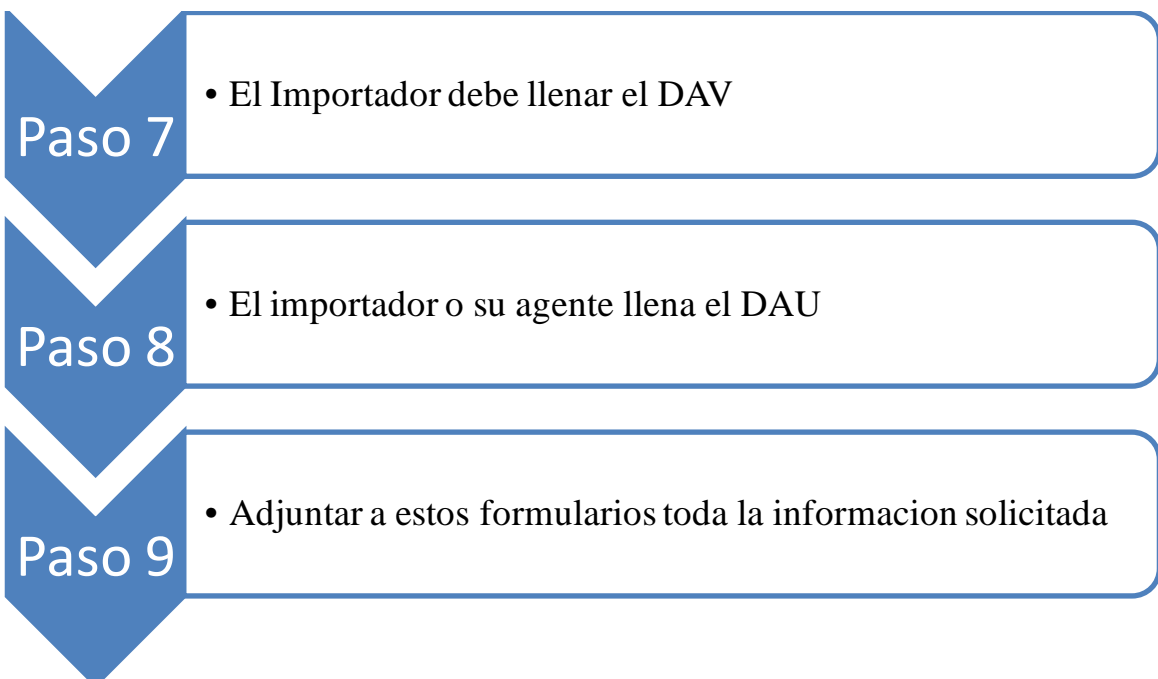 Paso 7
• El Importador debe llenar el DAV
Paso 8
• El importador o su agente llena el DAU
Paso 9
• Adjuntar a estos formularios toda la informacion solicitada